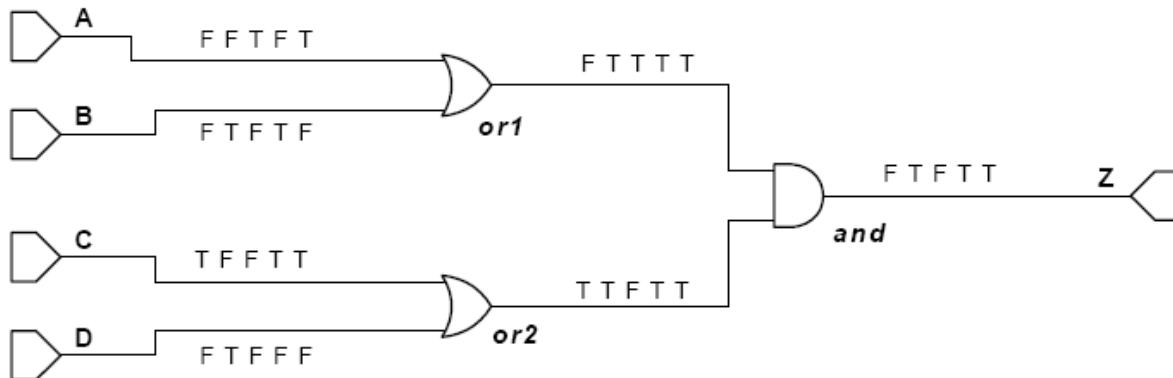 A
F F T F T
F T T T T
B
F T F T F
or1
F T F T T
Z
and
C
T F F T T
T T F T T
or2
D
F T F F F